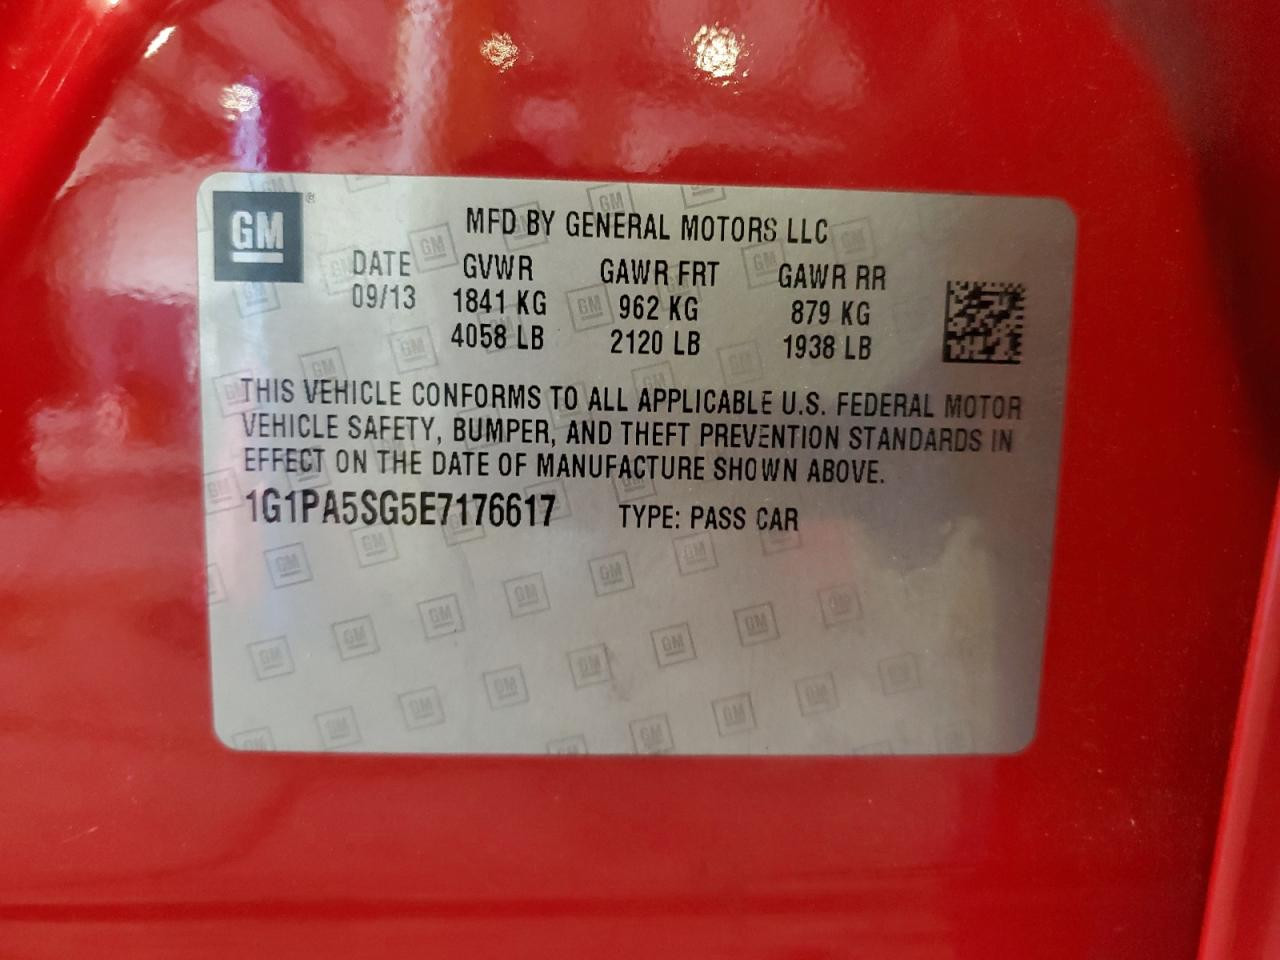 GM ®
MFD BY GENERAL MOTORS LLC
DATE GVWR GAWR FRT GAWR RR
09/13 1841 KG 962 KG 879 KG
4058 LB 2120 LB 1938 LB
THIS VEHICLE CONFORMS TO ALL APPLICABLE U.S. FEDERAL MOTOR
VEHICLE SAFETY, BUMPER, AND THEFT PREVENTION STANDARDS IN
EFFECT ON THE DATE OF MANUFACTURE SHOWN ABOVE.
1G1PA5SG5E7176617 TYPE: PASS CAR